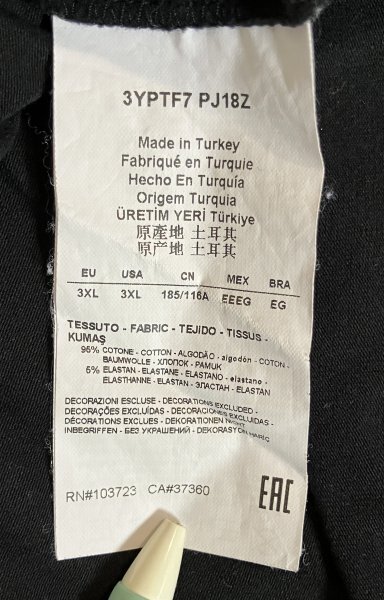 3YPTF7 PJ18Z
Made in Turkey
Fabriqué en Turquie
Hecho En Turquía
Origem Turquia
ÜRETİM YERİ Türkiye
原產地 土耳其
原产地 土耳其
EU USA CN MEX BRA
3XL 3XL 185/116A EEEG EG
TESSUTO - FABRIC - TEJIDO - TISSUS -
KUMAŞ
95% COTONE - COTTON - ALGODÃO - algodón - COTON -
BAUMWOLLE - ХЛОПОК - PAMUK
5% ELASTAN - ELASTANE - ELASTANO - elastano -
ELASTHANNE - ELASTAN - ЭЛАСТАН - ELASTAN
DECORAZIONI ESCLUSE - DECORATIONS EXCLUDED -
DECORAÇÕES EXCLUÍDAS - DECORACIONES EXCLUIDAS -
DÉCORATIONS EXCLUES - DEKORATIONEN NICHT
INBEGRIFFEN - БЕЗ УКРАШЕНИЙ - DEKORASYON HARİÇ
RN#103723 CA#37360
EAC